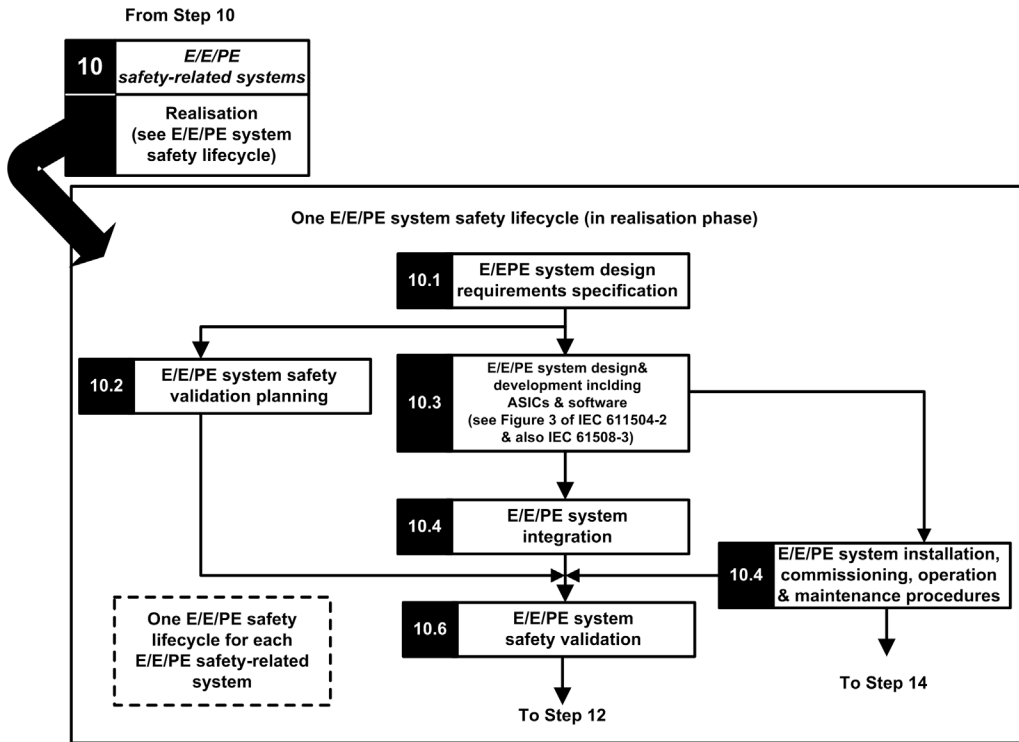 From Step 10
10
E/E/PE
safety-related systems
Realisation
(see E/E/PE system
safety lifecycle)
One E/E/PE system safety lifecycle (in realisation phase)
10.1
E/EPE system design
requirements specification
10.2
E/E/PE system safety
validation planning
10.3
E/E/PE system design&
development inclding
ASICs & software
(see Figure 3 of IEC 611504-2
& also IEC 61508-3)
10.4
E/E/PE system
integration
10.4
E/E/PE system installation,
commissioning, operation
& maintenance procedures
One E/E/PE safety
lifecycle for each
E/E/PE safety-related
system
10.6
E/E/PE system
safety validation
To Step 14
To Step 12